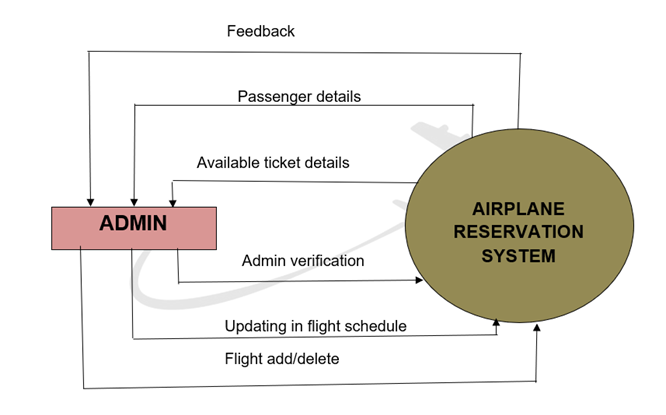 Feedback
Passenger details
Available ticket details
ADMIN
AIRPLANE
RESERVATION
SYSTEM
Admin verification
Updating in flight schedule
Flight add/delete